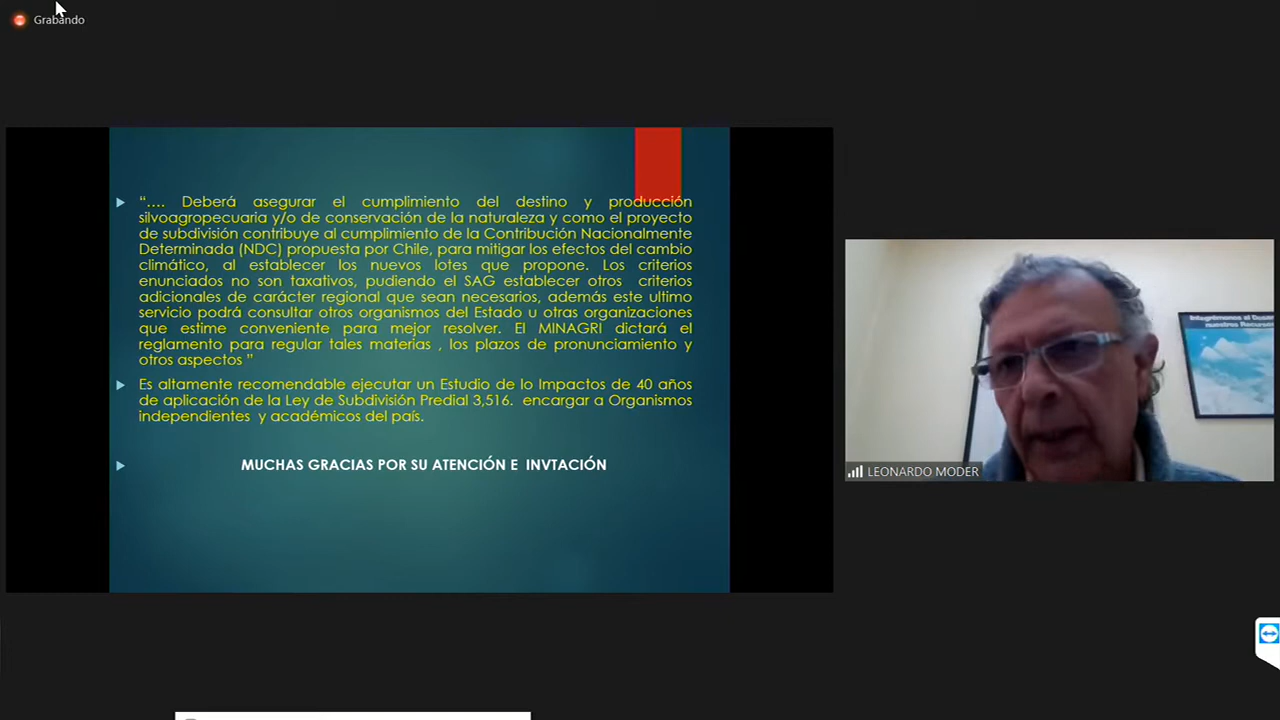 Grabando
“.... Deberá asegurar el cumplimiento del destino y producción
silvoagropecuaria y/o de conservación de la naturaleza y como el proyecto
de subdivisión contribuye al cumplimiento de la Contribución Nacionalmente
Determinada (NDC) propuesta por Chile, para mitigar los efectos del cambio
climático, al establecer los nuevos lotes que propone. Los criterios
enunciados no son taxativos, pudiendo el SAG establecer otros criterios
adicionales de carácter regional que sean necesarios, además este ultimo
servicio podrá consultar otros organismos del Estado u otras organizaciones
que estime conveniente para mejor resolver. El MINAGRI dictará el
reglamento para regular tales materias , los plazos de pronunciamiento y
otros aspectos ”
Es altamente recomendable ejecutar un Estudio de lo Impactos de 40 años
de aplicación de la Ley de Subdivisión Predial 3,516. encargar a Organismos
independientes y académicos del país.
MUCHAS GRACIAS POR SU ATENCIÓN E INVTACIÓN
LEONARDO MODER
nuestros